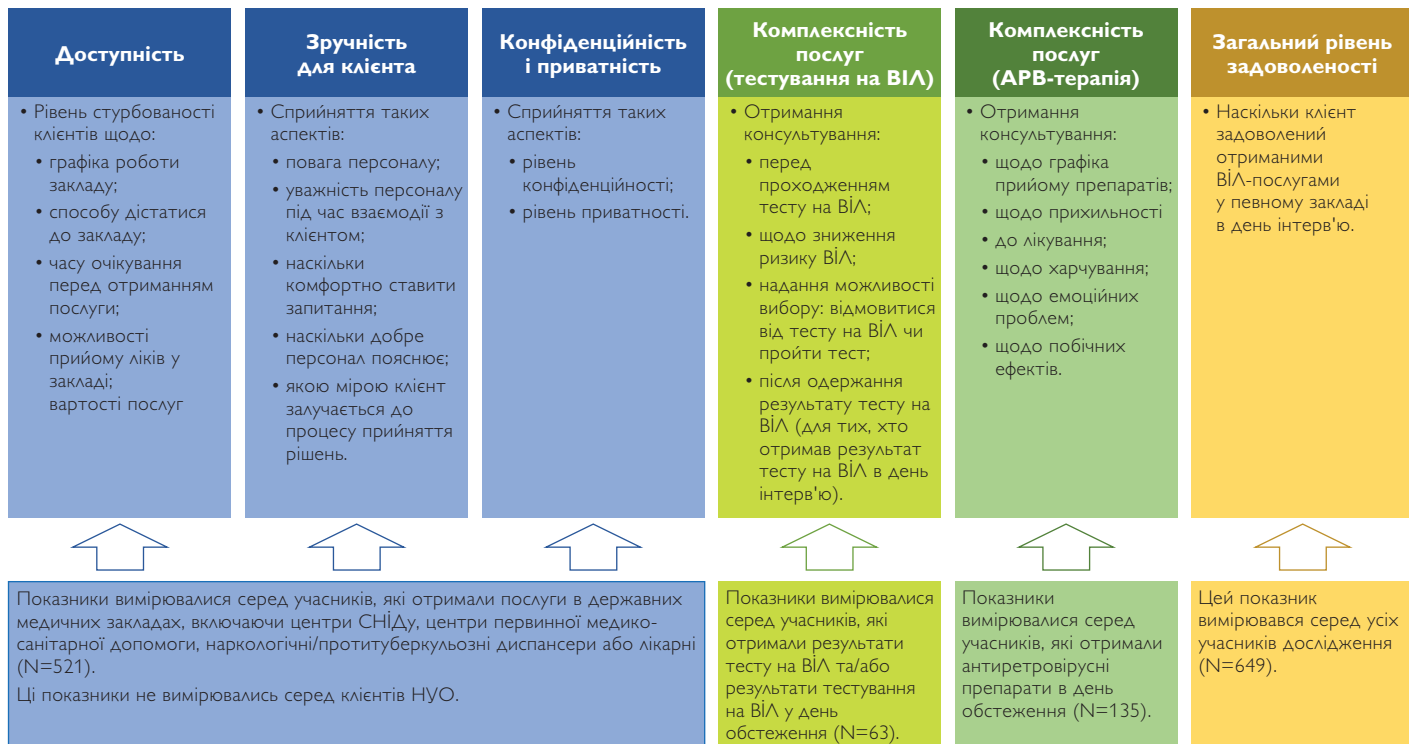 Доступність
• Рівень стурбованості
клієнтів щодо:
• графіка роботи
закладу;
• способу дістатися
до закладу;
• часу очікування
перед отриманням
послуги;
• можливості
прийому ліків у
закладі;
вартості послуг
Зручність
для клієнта
• Сприйняття таких
аспектів:
• повага персоналу;
• уважність персоналу
під час взаємодії з
клієнтом;
• наскільки
комфортно ставити
запитання;
• наскільки добре
персонал пояснює;
• якою мірою клієнт
залучається до
процесу прийняття
рішень.
Конфіденційність
і приватність
• Сприйняття таких
аспектів:
• рівень
конфіденційності;
• рівень приватності.
Комплексність
послуг
(тестування на ВІЛ)
• Отримання
консультування:
• перед
проходженням
тесту на ВІЛ;
• щодо зниження
ризику ВІЛ;
• надання можливості
вибору: відмовитися
від тесту на ВІЛ чи
пройти тест;
• після одержання
результату тесту на
ВІЛ (для тих, хто
отримав результат
тесту на ВІЛ в день
інтерв'ю).
Комплексність
послуг
(АРВ-терапія)
• Отримання
консультування:
• щодо графіка
прийому препаратів;
• щодо прихильності
• до лікування;
• щодо харчування;
• щодо емоційних
проблем;
• щодо побічних
ефектів.
Загальний рівень
задоволеності
• Наскільки клієнт
задоволений
отриманими
ВІЛ-послугами
у певному закладі
в день інтерв'ю.
Показники вимірювалися серед учасників, які отримали послуги в державних
медичних закладах, включаючи центри СНІДу, центри первинної медико-
санітарної допомоги, наркологічні/протитуберкульозні диспансери або лікарні
(N=521).
Ці показники не вимірювались серед клієнтів НУО.
Показники вимірювалися
серед учасників, які
отримали результати
тесту на ВІЛ та/або
результати тестування
на ВІЛ у день
обстеження (N=63).
Показники
вимірювалися серед
учасників, які отримали
антиретровірусні
препарати в день
обстеження (N=135).
Цей показник
вимірювався серед усіх
учасників дослідження
(N=649).